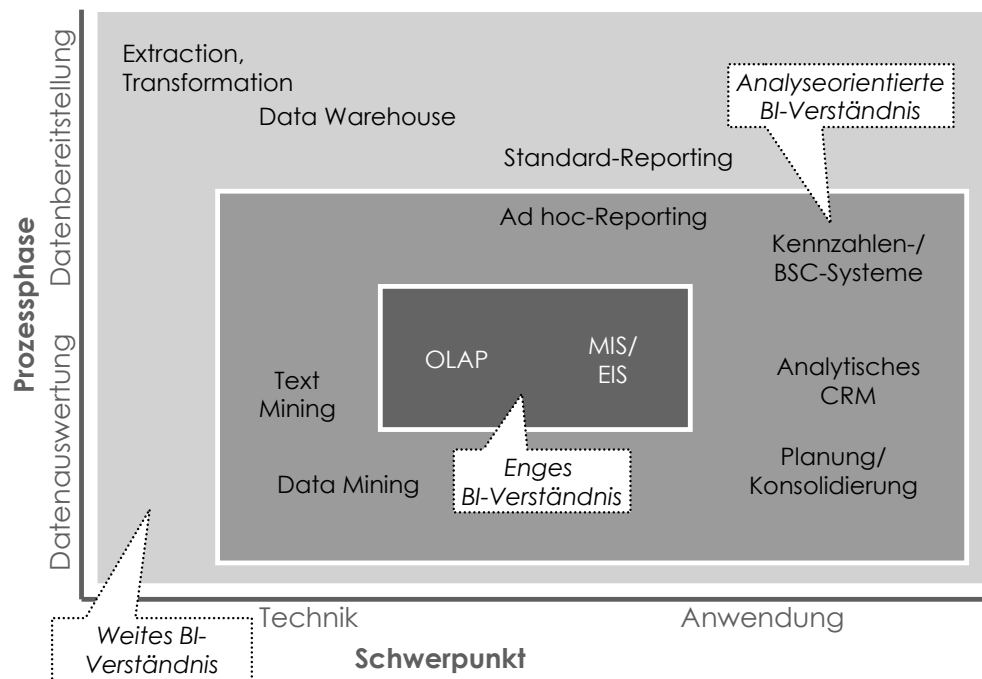 Extraction,
Transformation
Data Warehouse
Analyseorientierte
BI-Verständnis
Standard-Reporting
Ad hoc-Reporting
Kennzahlen-/
BSC-Systeme
OLAP
MIS/
EIS
Text
Mining
Analytisches
CRM
Data Mining
Enges
BI-Verständnis
Planung/
Konsolidierung
Prozessphase
Datenbereitstellung
Datenauswertung
Technik
Anwendung
Weites BI-
Verständnis
Schwerpunkt